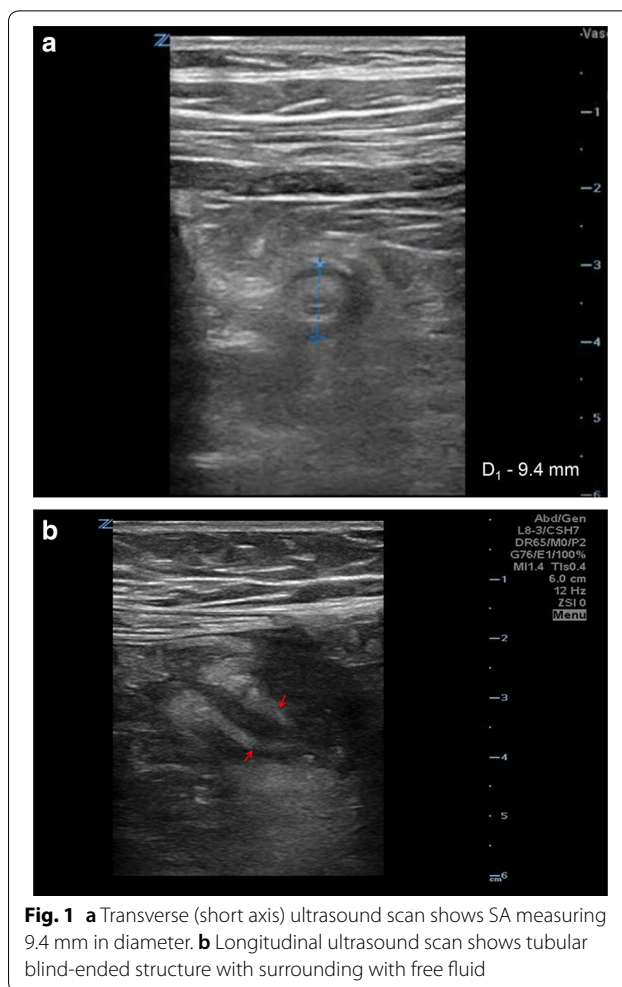 a
Z
Vasc
1
2
3
4
5
6
D1 - 9.4 mm
b
Z
Abd/Gen
L8-3/CSH7
DR65/M0/P2
G76/E1/100%
MI1.4 TIs0.4
6.0 cm
12 Hz
ZSI 0
Menu
1
2
3
4
5
cm 6
Fig. 1 a Transverse (short axis) ultrasound scan shows SA measuring
9.4 mm in diameter. b Longitudinal ultrasound scan shows tubular
blind-ended structure with surrounding with free fluid